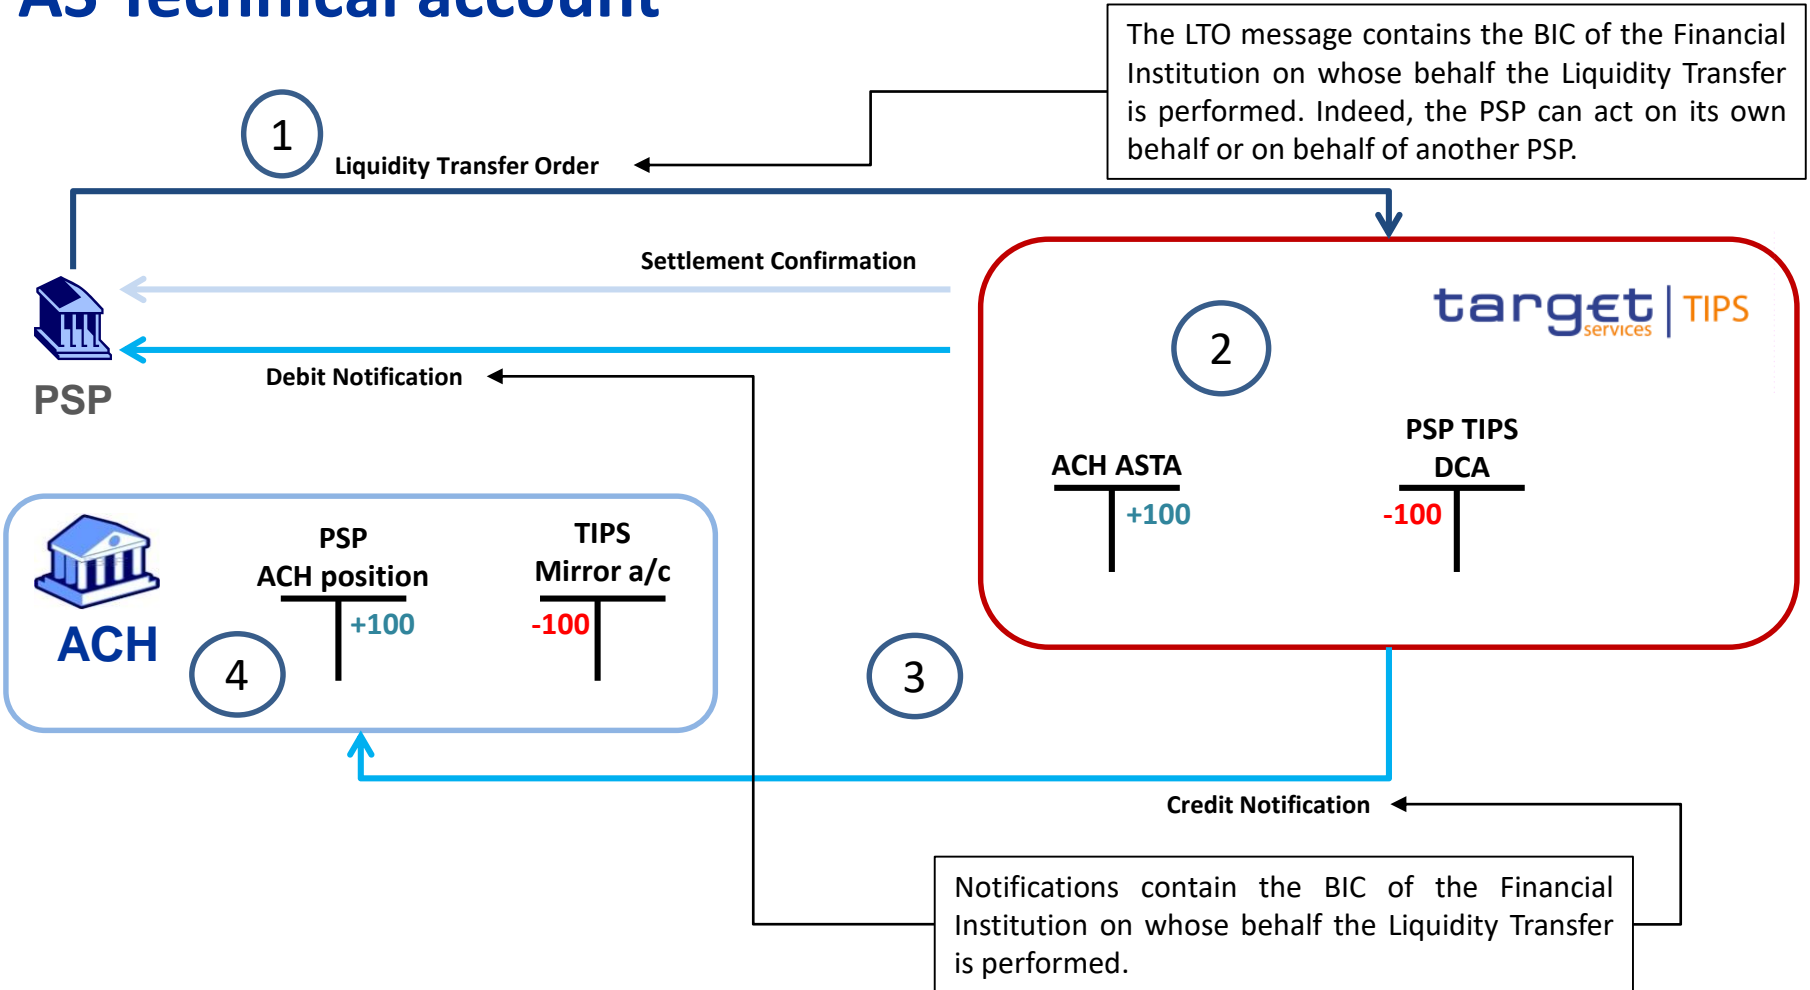 AS Technical account
The LTO message contains the BIC of the Financial
Institution on whose behalf the Liquidity Transfer
is performed. Indeed, the PSP can act on its own
behalf or on behalf of another PSP.
1
Liquidity Transfer Order
Settlement Confirmation
target
services
TIPS
2
Debit Notification
PSP
PSP TIPS
DCA
ACH ASTA
+100
-100
PSP
ACH position
TIPS
Mirror a/c
+100
-100
ACH
4
3
Credit Notification
Notifications contain the BIC of the Financial
Institution on whose behalf the Liquidity Transfer
is performed.